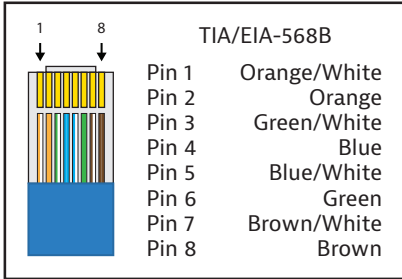 1 8
TIA/EIA-568B
Pin 1 Orange/White
Pin 2 Orange
Pin 3 Green/White
Pin 4 Blue
Pin 5 Blue/White
Pin 6 Green
Pin 7 Brown/White
Pin 8 Brown